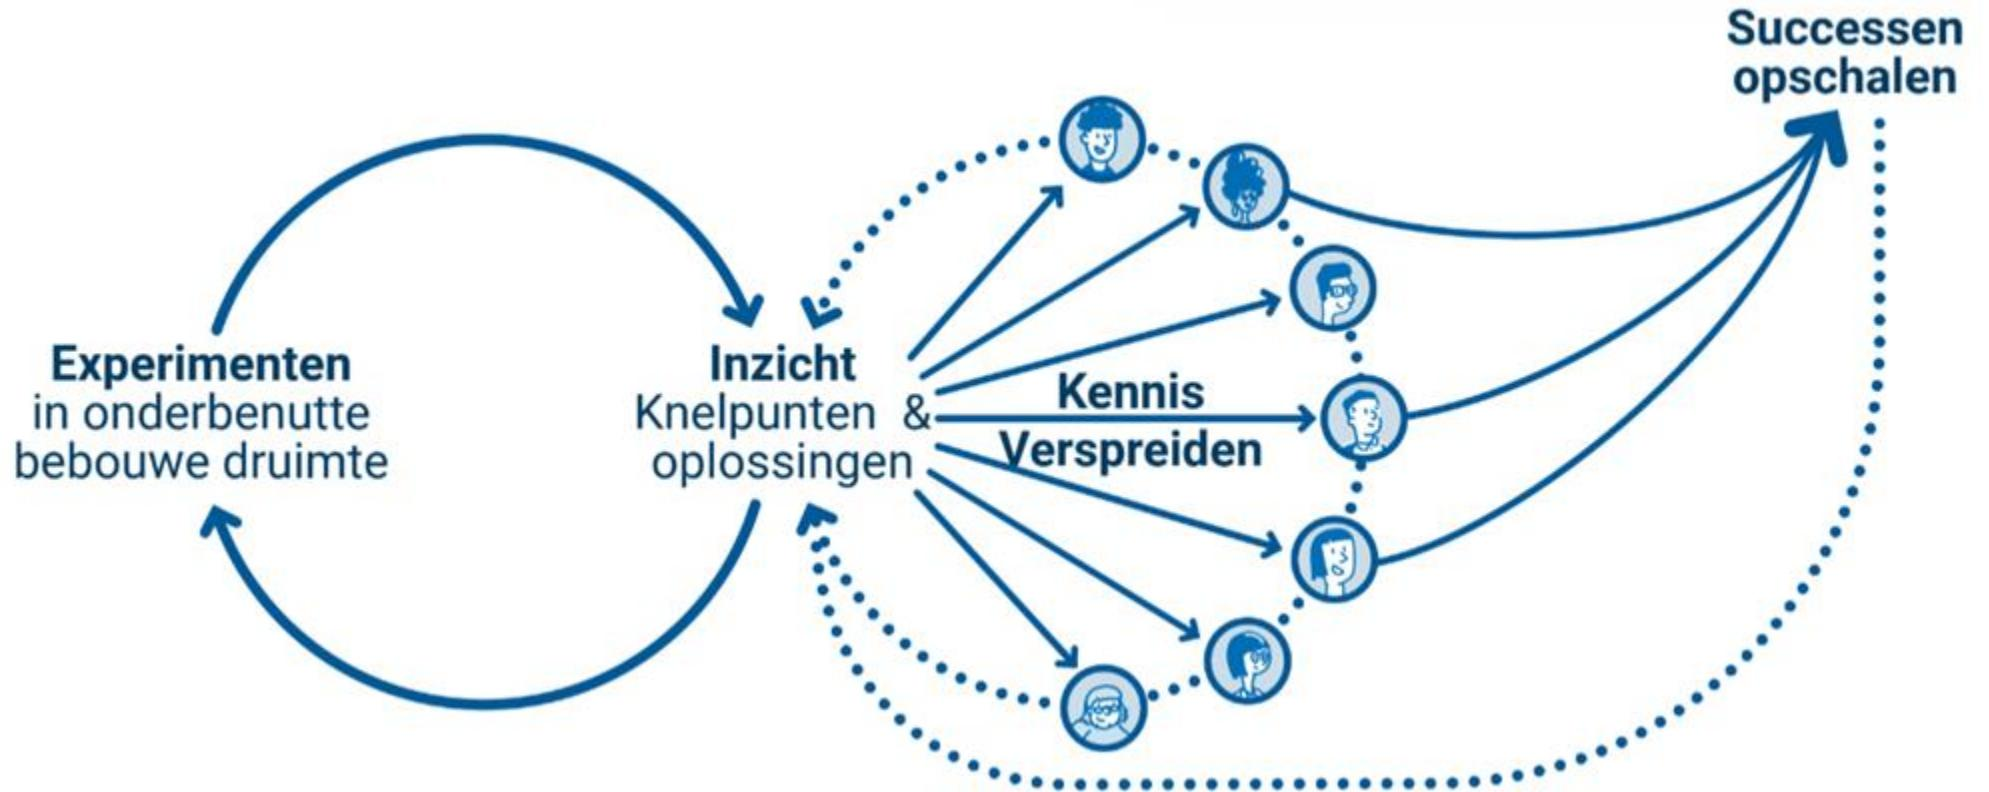 Successen
opschalen
Experimenten
in onderbenutte
bebouwe druimte
Inzicht
Knelpunten &
oplossingen
Kennis
Verspreiden